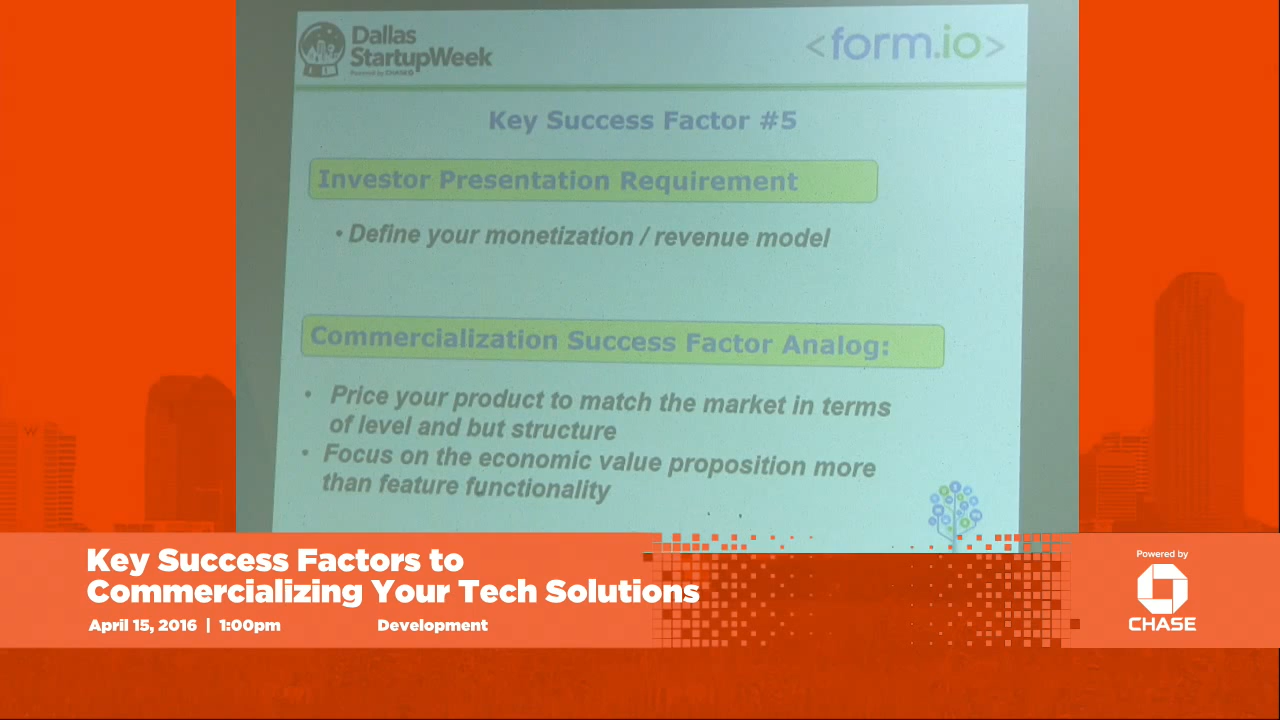 Dallas
StartupWeek
Powered by CHASE
<form.io>
Key Success Factor #5
Investor Presentation Requirement
• Define your monetization / revenue model
Commercialization Success Factor Analog:
• Price your product to match the market in terms
of level and but structure
• Focus on the economic value proposition more
than feature functionality
Key Success Factors to
Commercializing Your Tech Solutions
April 15, 2016 | 1:00pm Development
Powered by
CHASE
W